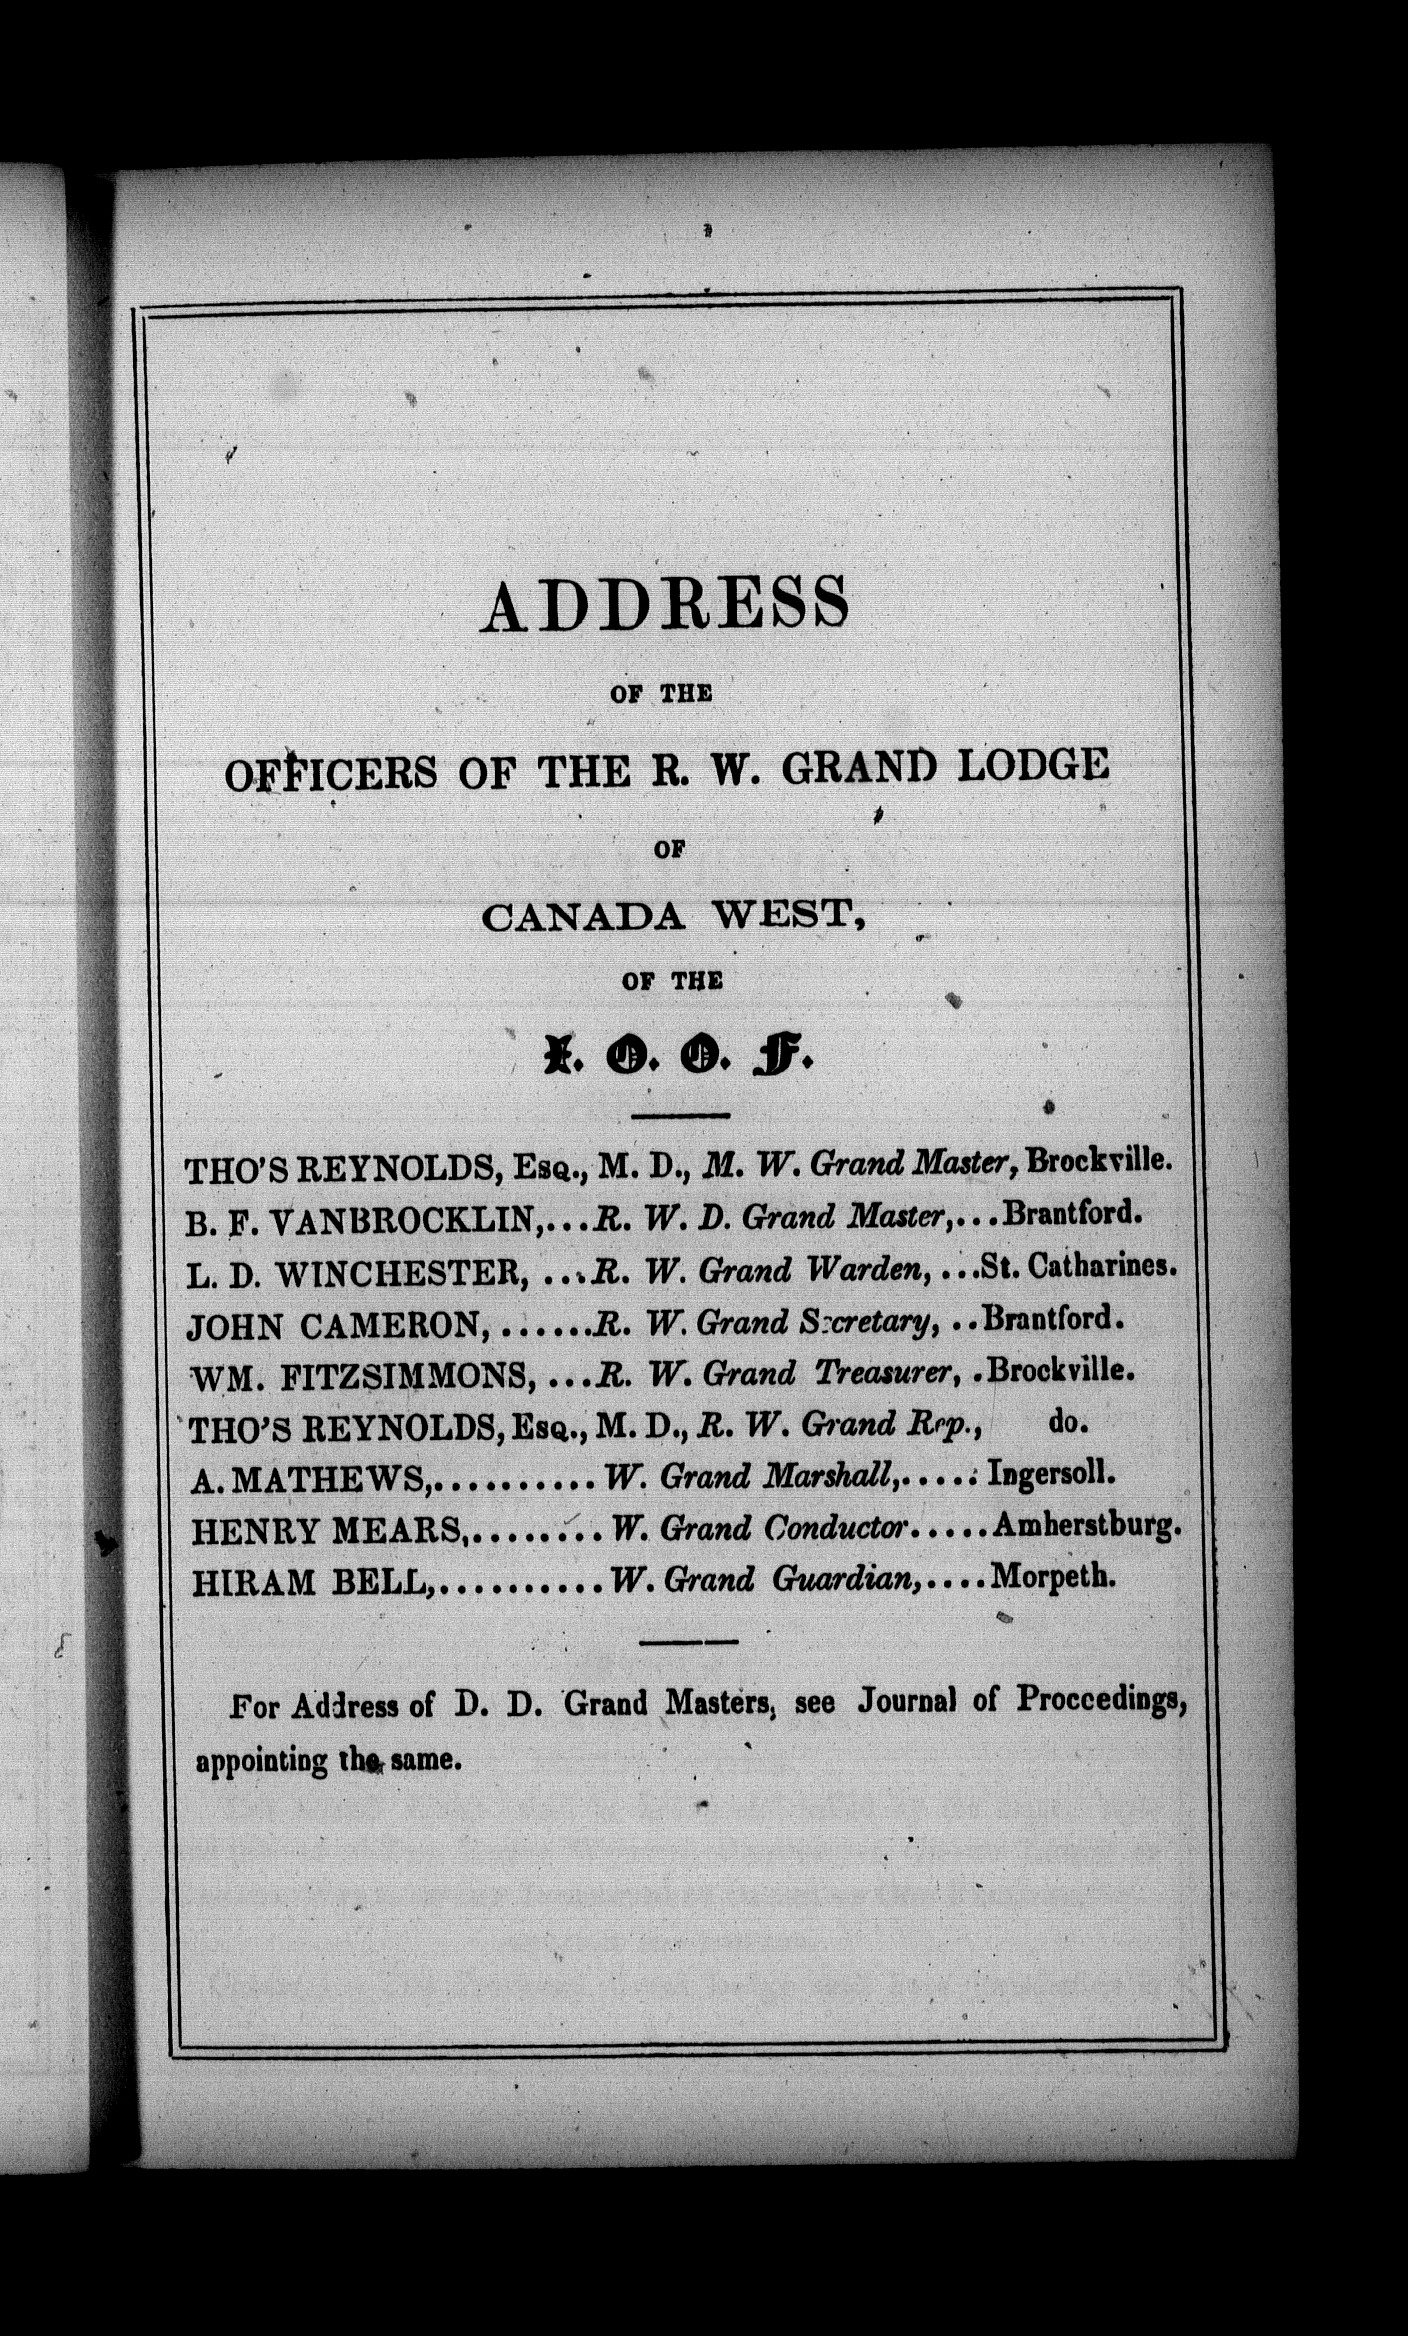 ADDRESS
OF THE
OFFICERS OF THE R. W. GRAND LODGE
OF
CANADA WEST,
OF THE
I. O. O. F.
THO'S REYNOLDS, Esq., M. D., M. W. Grand Master, Brockville.
B. F. VANBROCKLIN,...R. W. D. Grand Master,...Brantford.
L. D. WINCHESTER, ...R. W. Grand Warden, ...St. Catharines.
JOHN CAMERON, ......R. W. Grand Secretary, ..Brantford.
WM. FITZSIMMONS, ...R. W. Grand Treasurer, .Brockville.
THO'S REYNOLDS, Esq., M. D., R. W. Grand Rep., do.
A. MATHEWS,.......... W. Grand Marshall,..... Ingersoll.
HENRY MEARS,........ W. Grand Conductor.....Amherstburg.
HIRAM BELL,.......... W. Grand Guardian,....Morpeth.
For Address of D. D. Grand Masters, see Journal of Proceedings,
appointing the same.